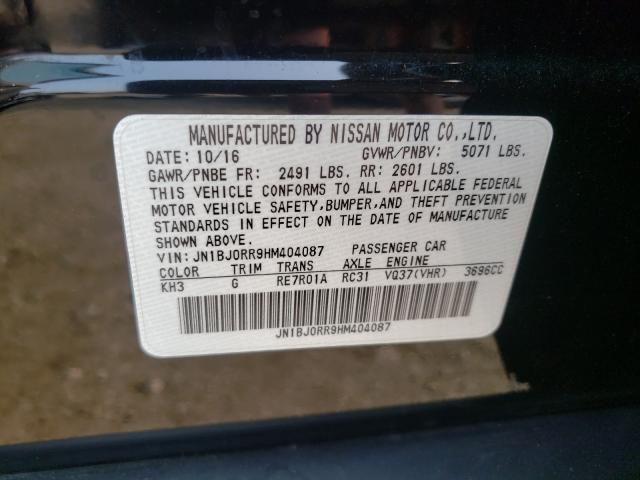 MANUFACTURED BY NISSAN MOTOR CO.,LTD.
DATE: 10/16 GVWR/PNBV: 5071 LBS.
GAWR/PNBE FR: 2491 LBS. RR: 2601 LBS.
THIS VEHICLE CONFORMS TO ALL APPLICABLE FEDERAL
MOTOR VEHICLE SAFETY,BUMPER,AND THEFT PREVENTION
STANDARDS IN EFFECT ON THE DATE OF MANUFACTURE
SHOWN ABOVE.
VIN: JN1BJ0RR9HM404087 PASSENGER CAR
COLOR TRIM TRANS AXLE ENGINE
KH3 G RE7R01A RC31 VQ37(VHR) 3696CC
JN1BJ0RR9HM404087